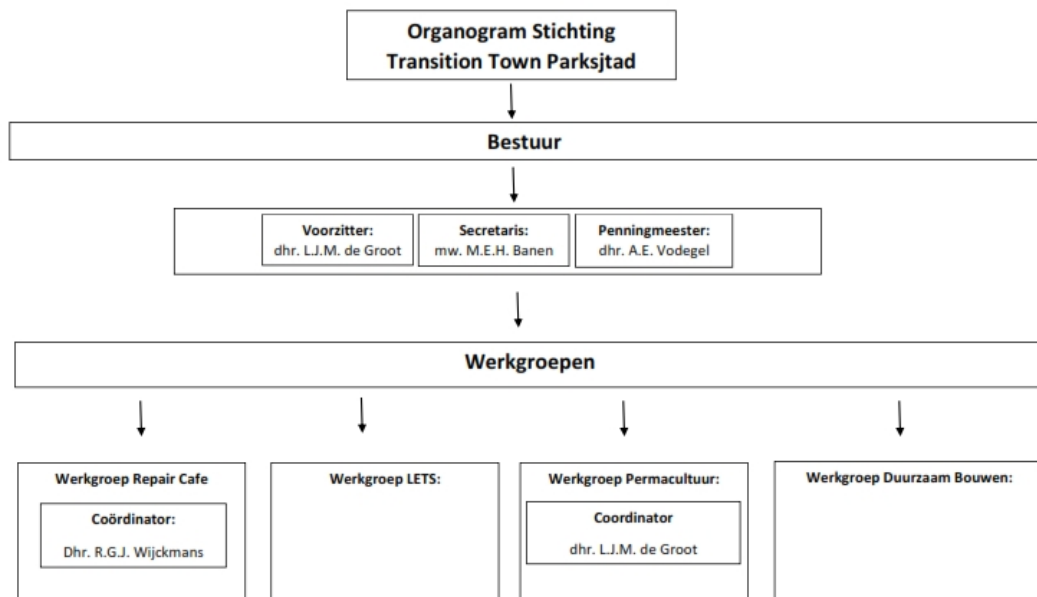 Organogram Stichting
Transition Town Parksjtad
Bestuur
Voorzitter:
dhr. L.J.M. de Groot
Secretaris:
mw. M.E.H. Banen
Penningmeester:
dhr. A.E. Vodegel
Werkgroepen
Werkgroep Repair Cafe
Coördinator:
Dhr. R.G.J. Wijckmans
Werkgroep LETS:
Werkgroep Permacultuur:
Coordinator
dhr. L.J.M. de Groot
Werkgroep Duurzaam Bouwen: